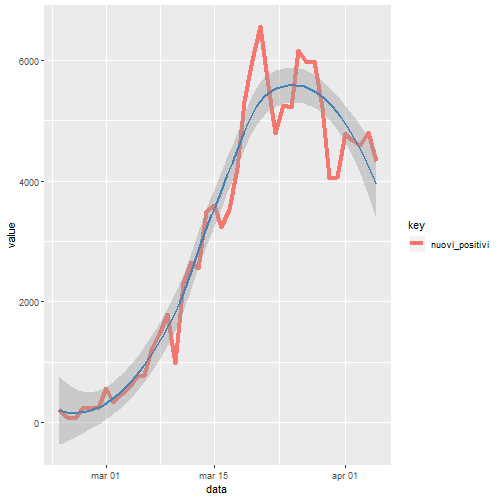 6000
4000
2000
0
value
mar 01
mar 15
apr 01
data
key
nuovi_positivi